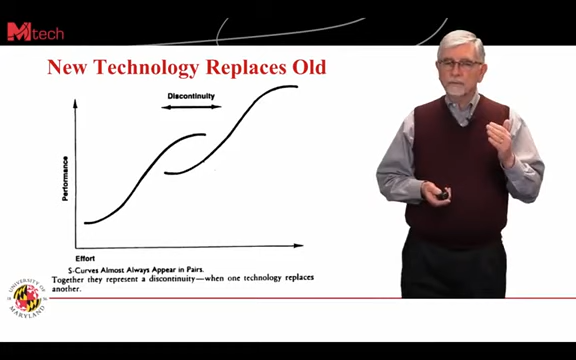 Mtech
New Technology Replaces Old
Discontinuity
Performance
Effort
S-Curves Almost Always Appear in Pairs.
Together they represent a discontinuity—when one technology replaces
another.
UNIVERSITY OF
MARYLAND